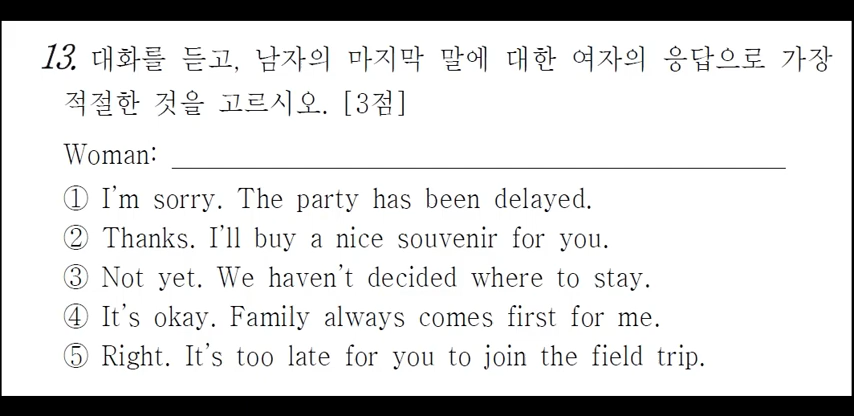 13. 대화를 듣고, 남자의 마지막 말에 대한 여자의 응답으로 가장
적절한 것을 고르시오. [3점]
Woman: ____________________
① I'm sorry. The party has been delayed.
② Thanks. I'll buy a nice souvenir for you.
③ Not yet. We haven't decided where to stay.
④ It's okay. Family always comes first for me.
⑤ Right. It's too late for you to join the field trip.